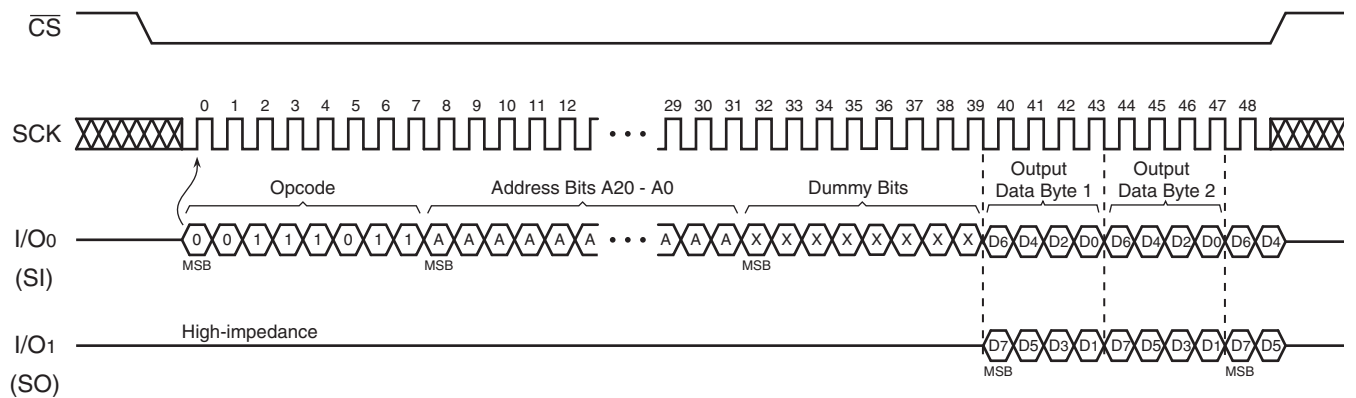 CS
0 1 2 3 4 5 6 7 8 9 10 11 12 29 30 31 32 33 34 35 36 37 38 39 40 41 42 43 44 45 46 47 48
SCK
Opcode Address Bits A20 - A0 Dummy Bits Output Data Byte 1 Output Data Byte 2
I/O0 (SI) 0 0 1 1 1 0 1 1 A A A A A A A A A X X X X X X X X D6 D4 D2 D0 D6 D4 D2 D0 D6 D4
MSB MSB MSB
High-impedance
I/O1 (SO) D7 D5 D3 D1 D7 D5 D3 D1 D7 D5
MSB MSB